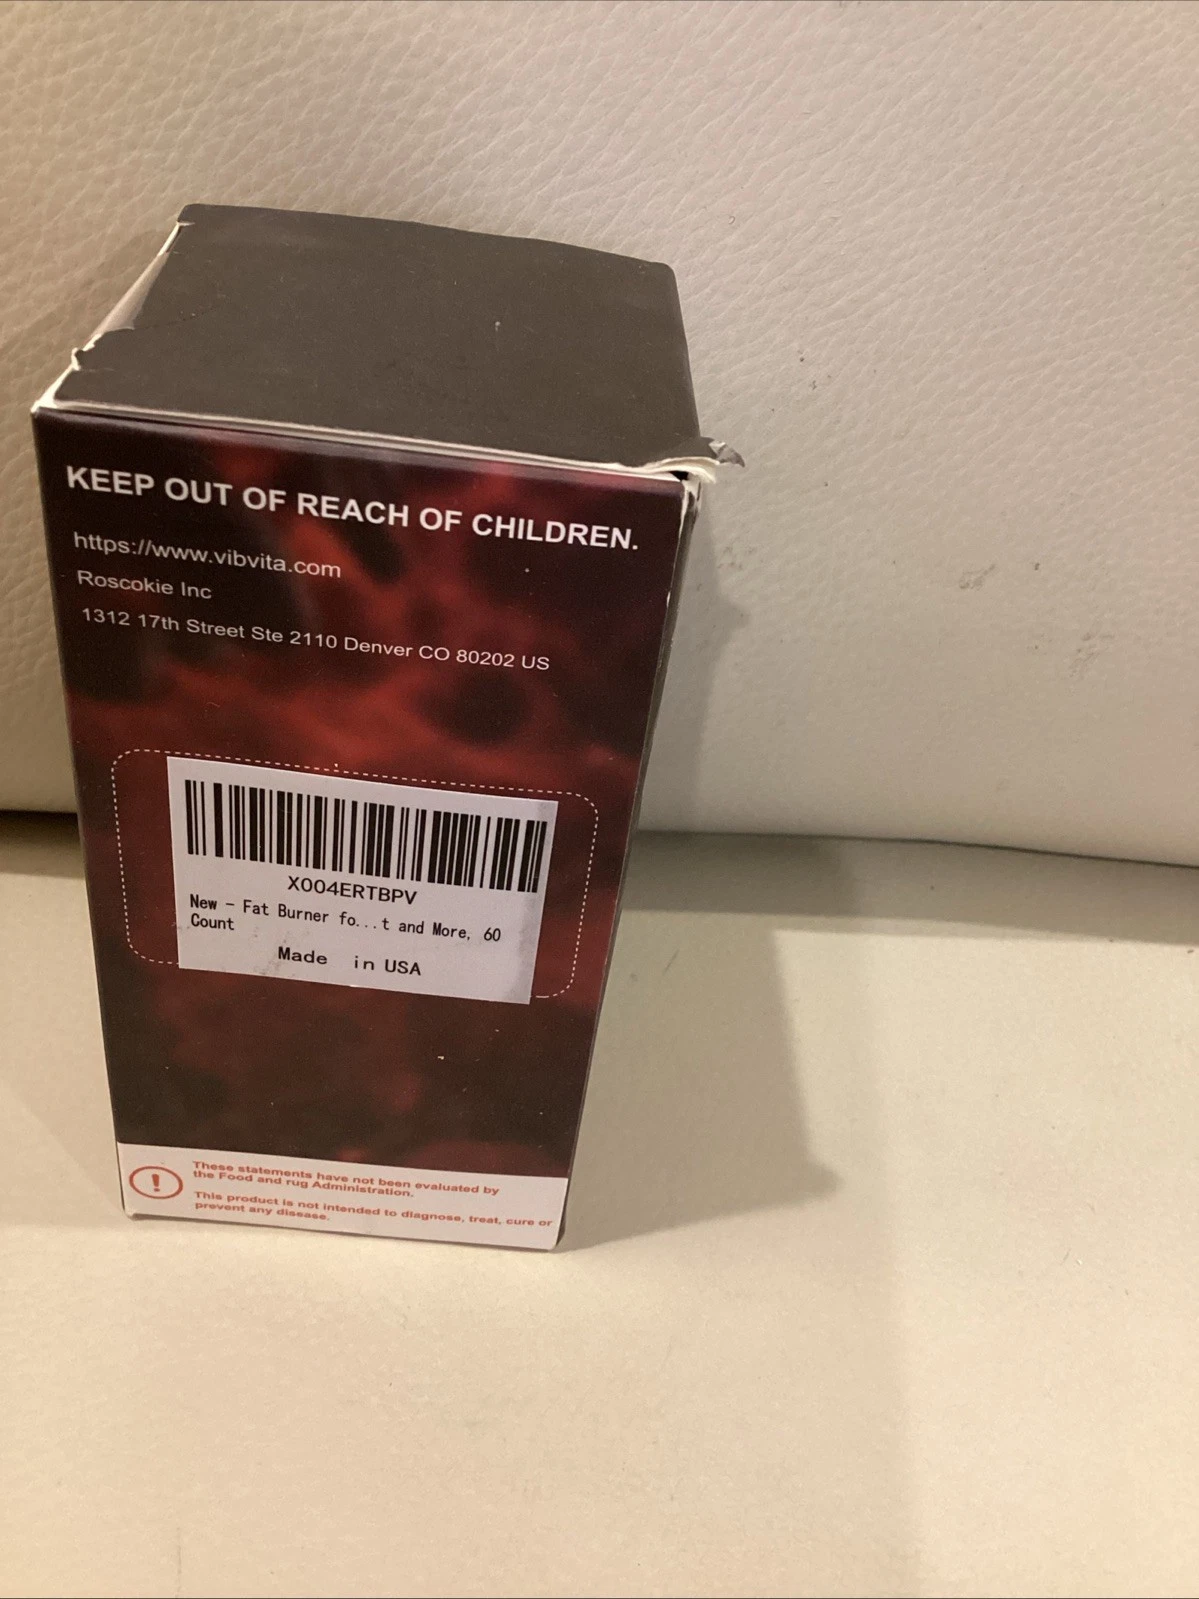 KEEP OUT OF REACH OF CHILDREN.
https://www.vibvita.com
Roscokie Inc
1312 17th Street Ste 2110 Denver CO 80202 US
X004ERTBPV
New - Fat Burner fo...t and More, 60
Count
Made in USA
These statements have not been evaluated by
the Food and rug Administration.
This product is not intended to diagnose, treat, cure or
prevent any disease.